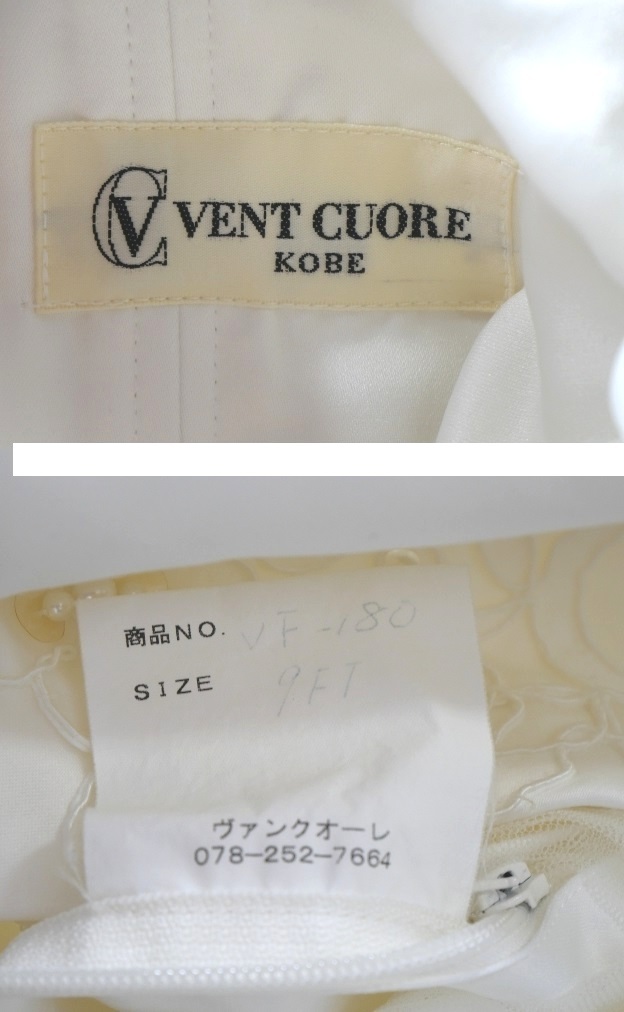 CV VENT CUORE
KOBE
商品NO. VF-180
SIZE 9FT
ヴァンクオーレ
078-252-7664